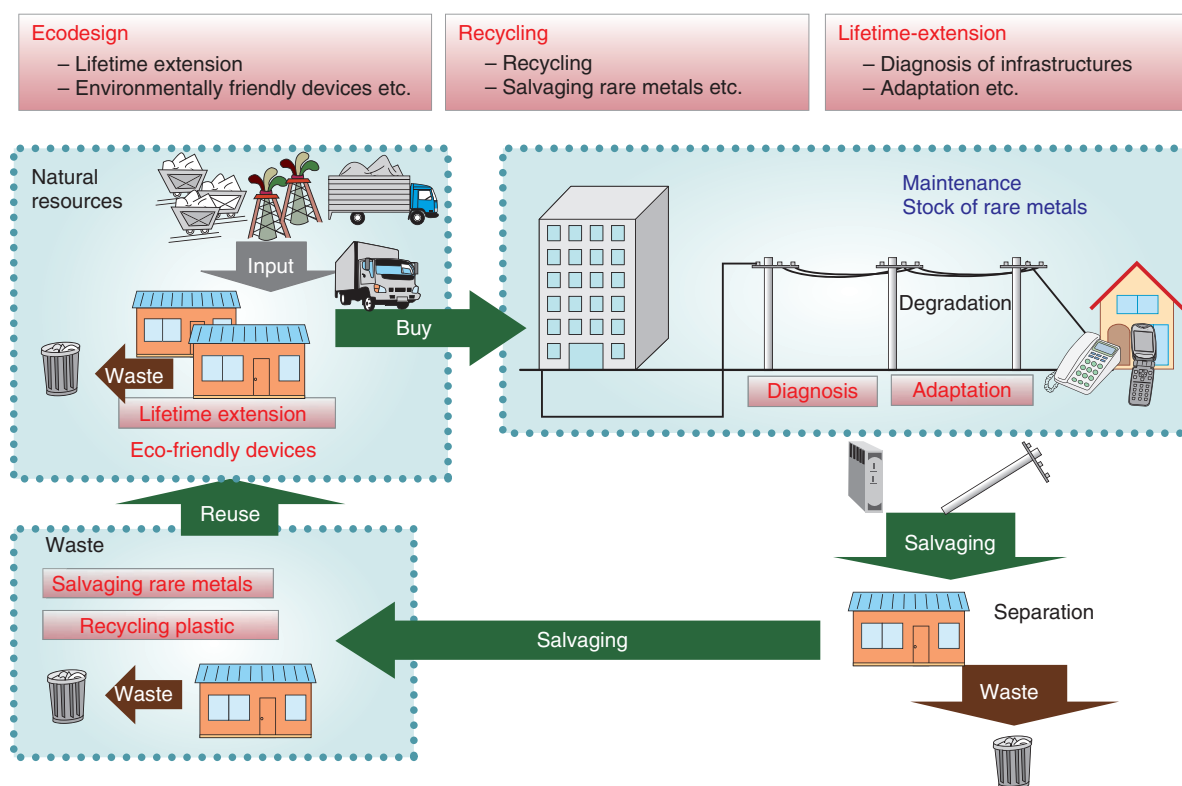 Ecodesign
– Lifetime extension
– Environmentally friendly devices etc.
Recycling
– Recycling
– Salvaging rare metals etc.
Lifetime-extension
– Diagnosis of infrastructures
– Adaptation etc.
Natural
resources
Input
Buy
Waste
Lifetime extension
Eco-friendly devices
Maintenance
Stock of rare metals
Degradation
Diagnosis
Adaptation
Salvaging
Separation
Waste
Salvaging
Reuse
Waste
Salvaging rare metals
Recycling plastic
Waste